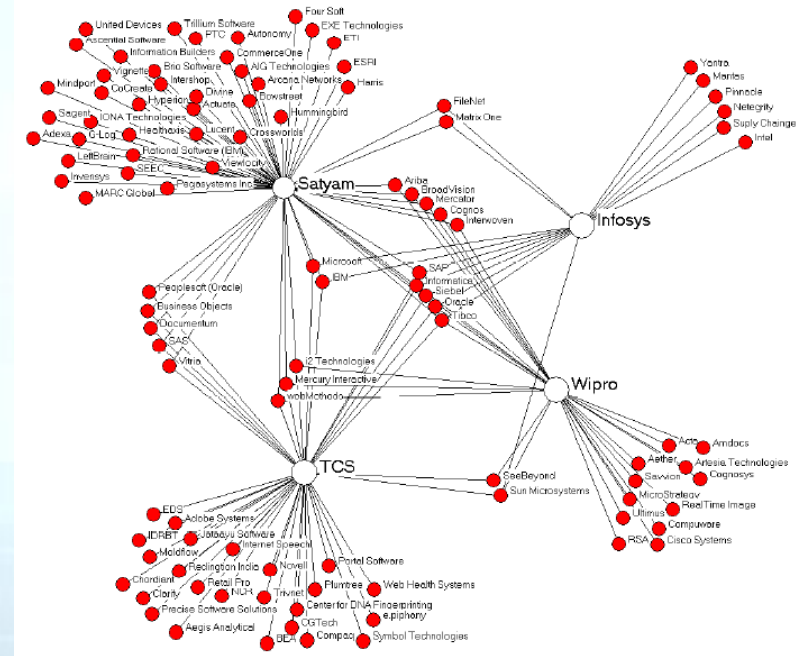 Four Soft
United Devices
Trillium Software
EXE Technologies
PTC
Autonomy
ETI
Ascential Software
Information Builders
CommerceOne
Vignette
Brio Software
AIG Technologies
ESRI
Mindport
CoCreate
Intershop
Arcana Networks
Harris
Hyperion
Divine
Bowstreet
Actuate
Sagent
IONA Technologies
Hummingbird
Adexa
G-Log
Healthaxis
Lucent
Crossworlds
LeftBrain
Rational Software (IBM)
Viewlocity
SEEC
Invensys
Pegasystems Inc
MARC Global
Satyam
FileNet
Matrix One
Yantra
Mantas
Pinnacle
Netegrity
Suply Chainge
Intel
Infosys
Ariba
BroadVision
Mercator
Cognos
Interwoven
Microsoft
IBM
SAP
Informatica
Siebel
Oracle
Tibco
Peoplesoft (Oracle)
Business Objects
Documentum
SAS
Vitria
i2 Technologies
Mercury Interactive
webMethods
Wipro
TCS
SeeBeyond
Sun Microsystems
Acta
Amdocs
Aether
Artesia Technologies
Savvion
Cognosys
MicroStrategy
RealTime Image
Ultimus
Compuware
RSA
Cisco Systems
EDS
Adobe Systems
IDRBT
Jataayu Software
Moldflow
Internet Speech
Redington India
Novell
Portal Software
Chordiant
Retail Pro
Plumtree
Web Health Systems
Clarify
NCR
Trivnet
Precise Software Solutions
Center for DNA Fingerprinting
e.piphony
Aegis Analytical
CGTech
BEA
Compaq
Symbol Technologies